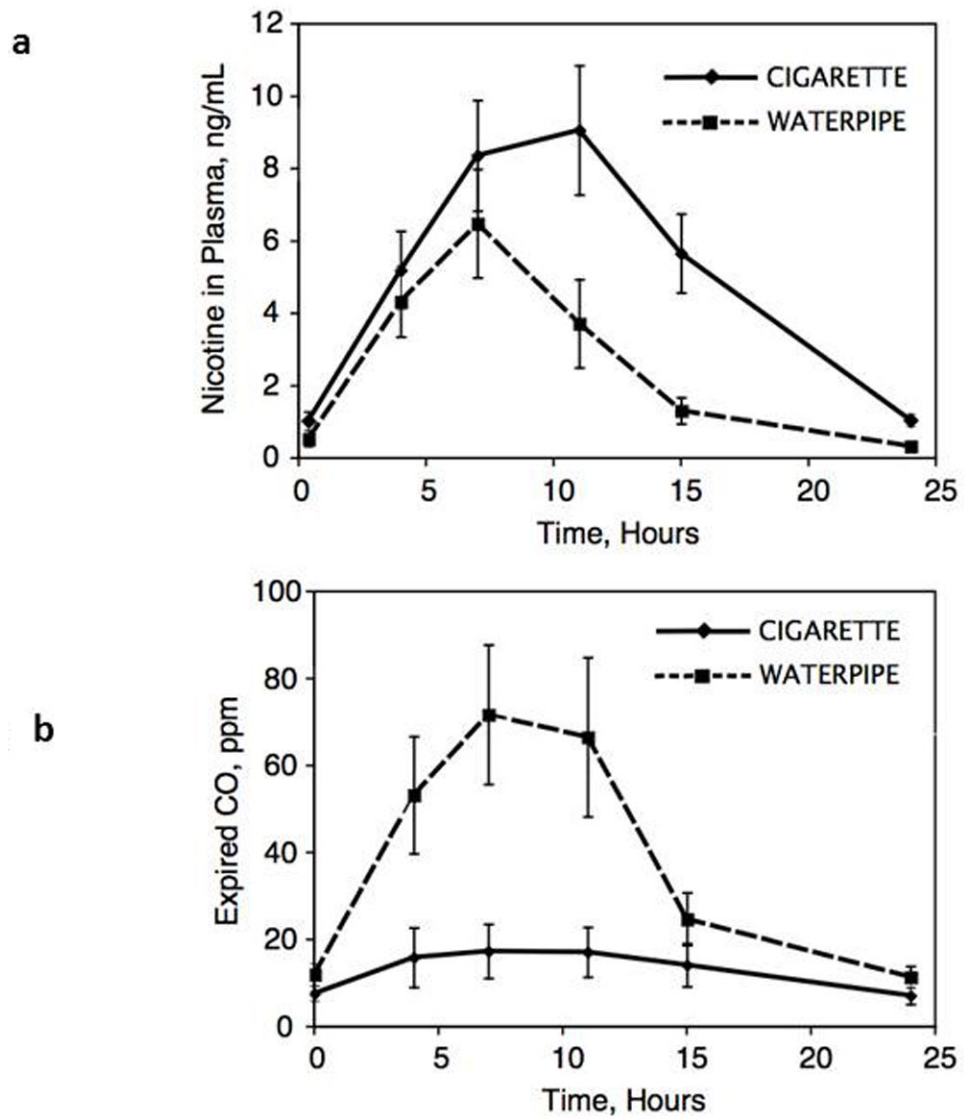 a
12
10
8
6
4
2
0
Nicotine in Plasma, ng/mL
CIGARETTE
WATERPIPE
0 5 10 15 20 25
Time, Hours
b
100
80
60
40
20
0
Expired CO, ppm
CIGARETTE
WATERPIPE
0 5 10 15 20 25
Time, Hours